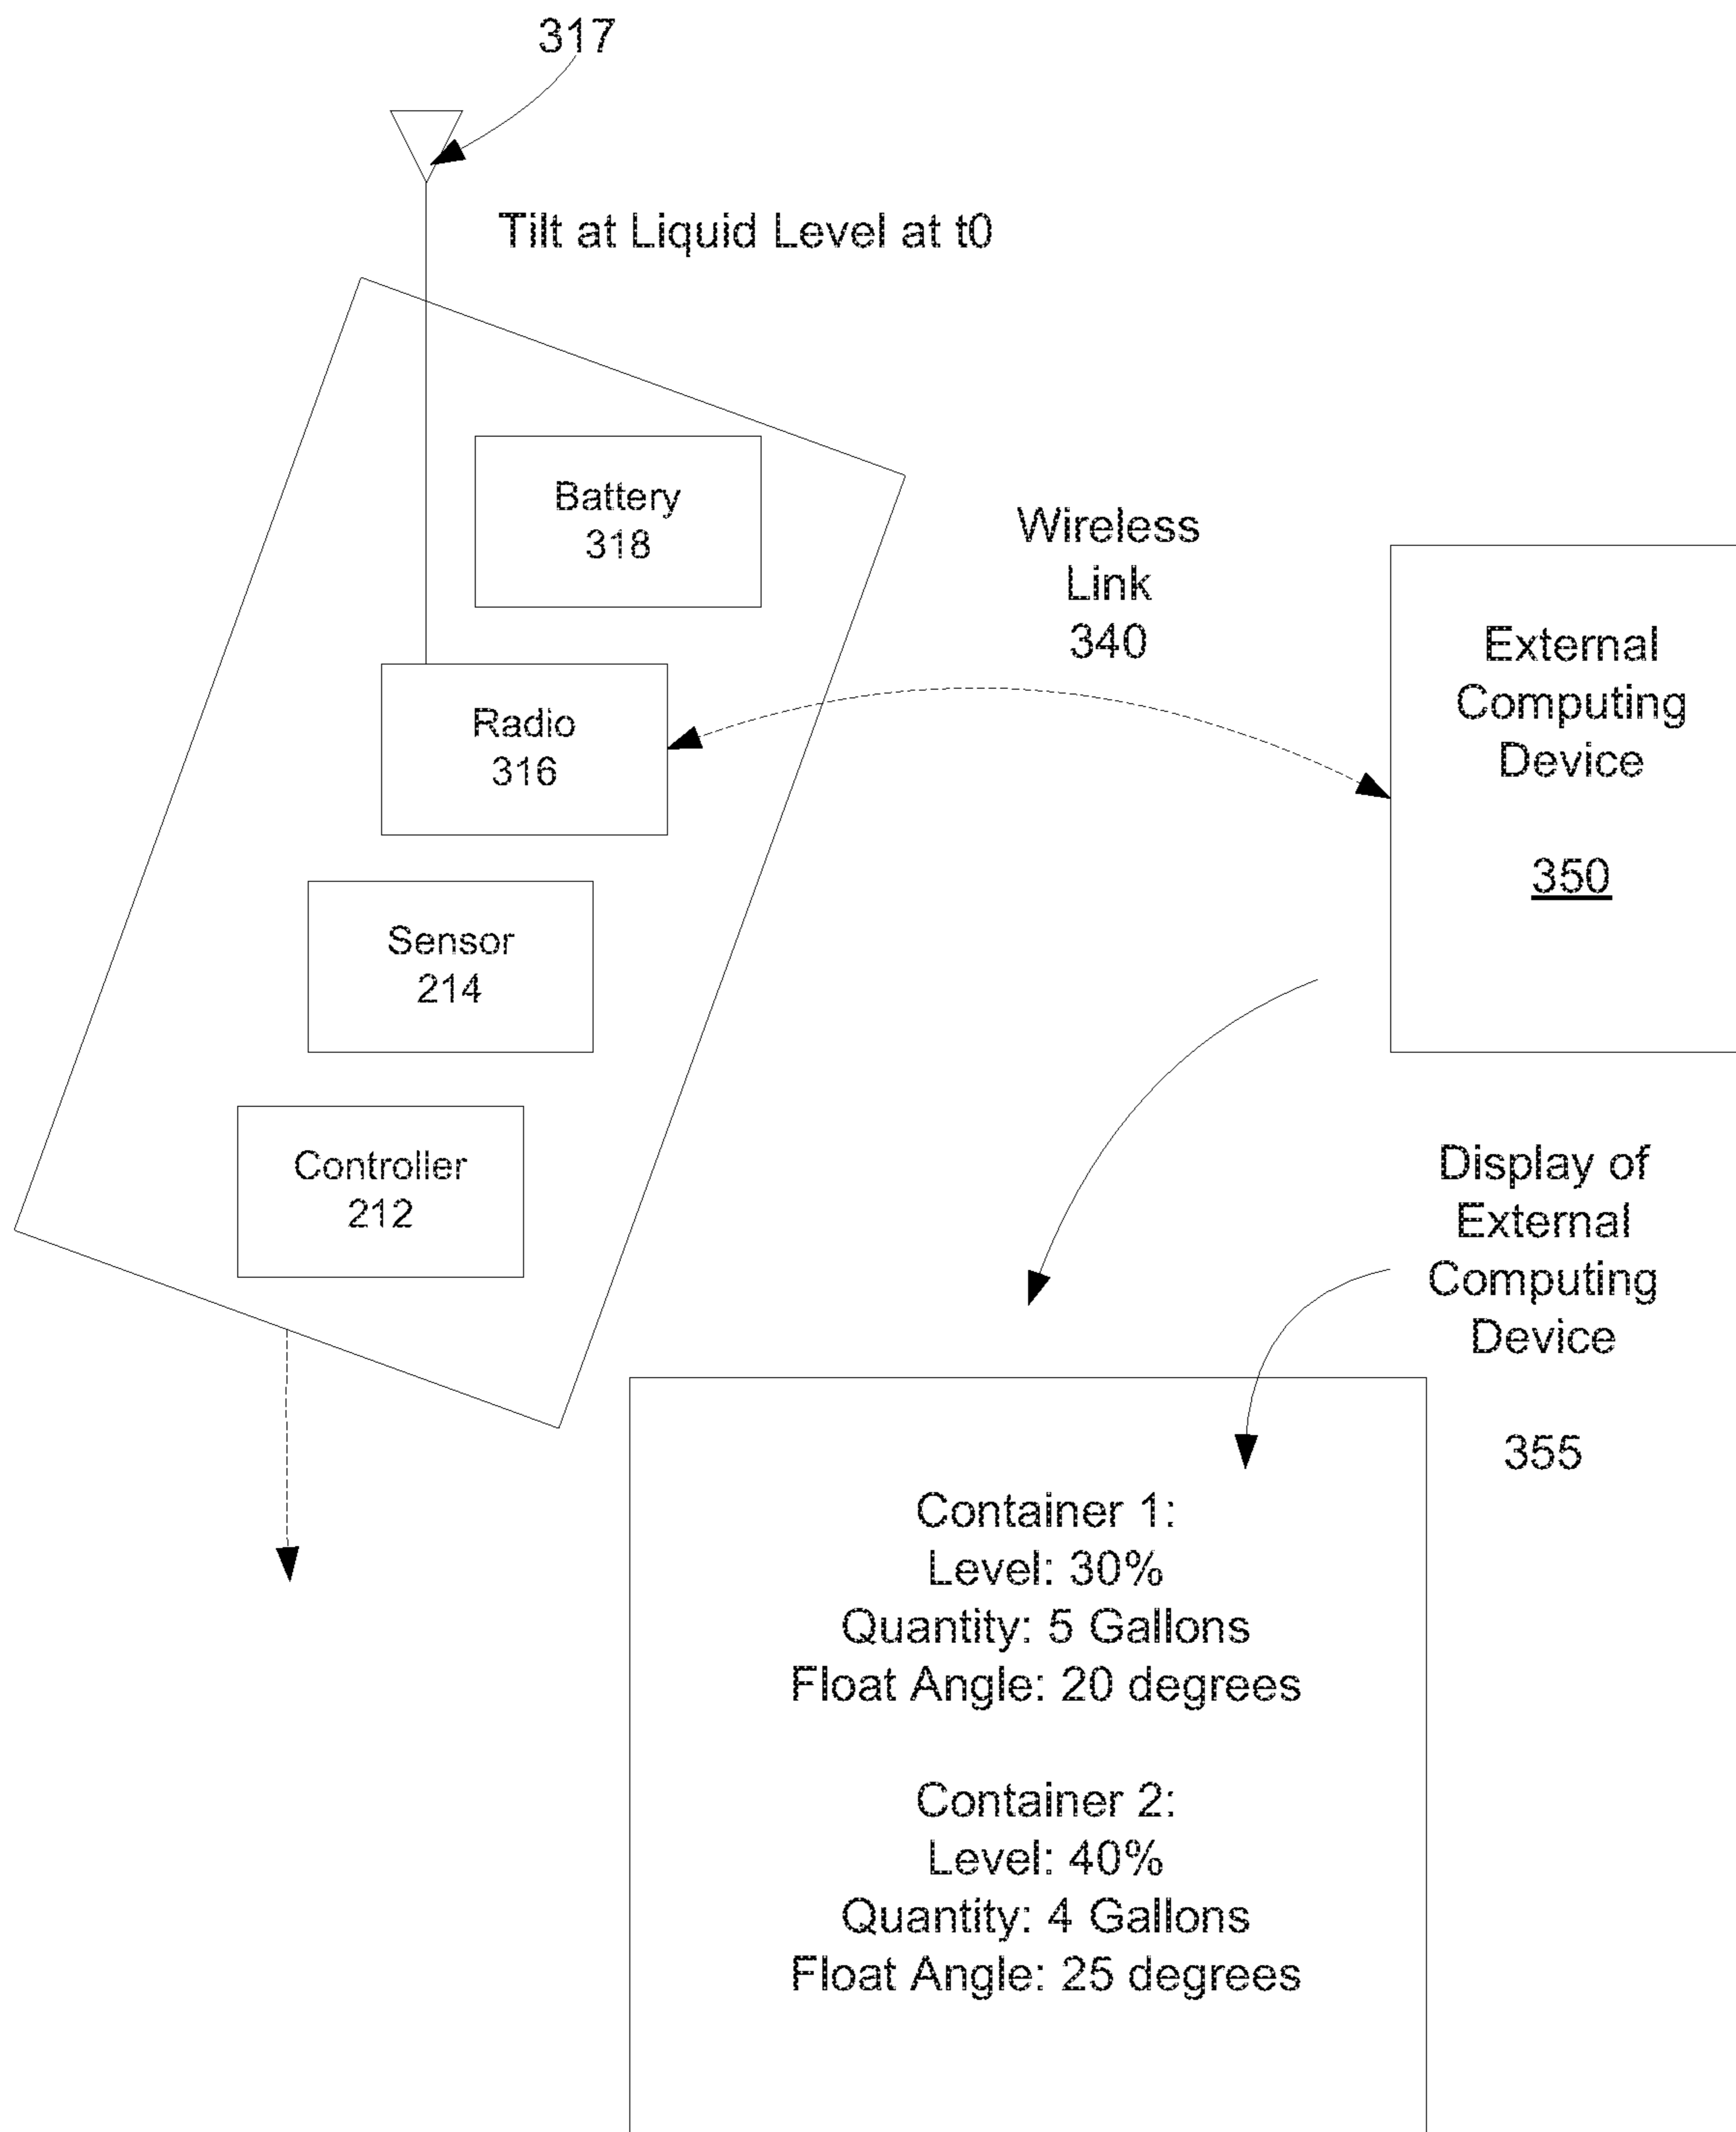 317
Tilt at Liquid Level at t0
Battery
318
Wireless
Link
340
Radio
316
External
Computing
Device
350
Sensor
214
Controller
212
Display of
External
Computing
Device
355
Container 1:
Level: 30%
Quantity: 5 Gallons
Float Angle: 20 degrees
Container 2:
Level: 40%
Quantity: 4 Gallons
Float Angle: 25 degrees